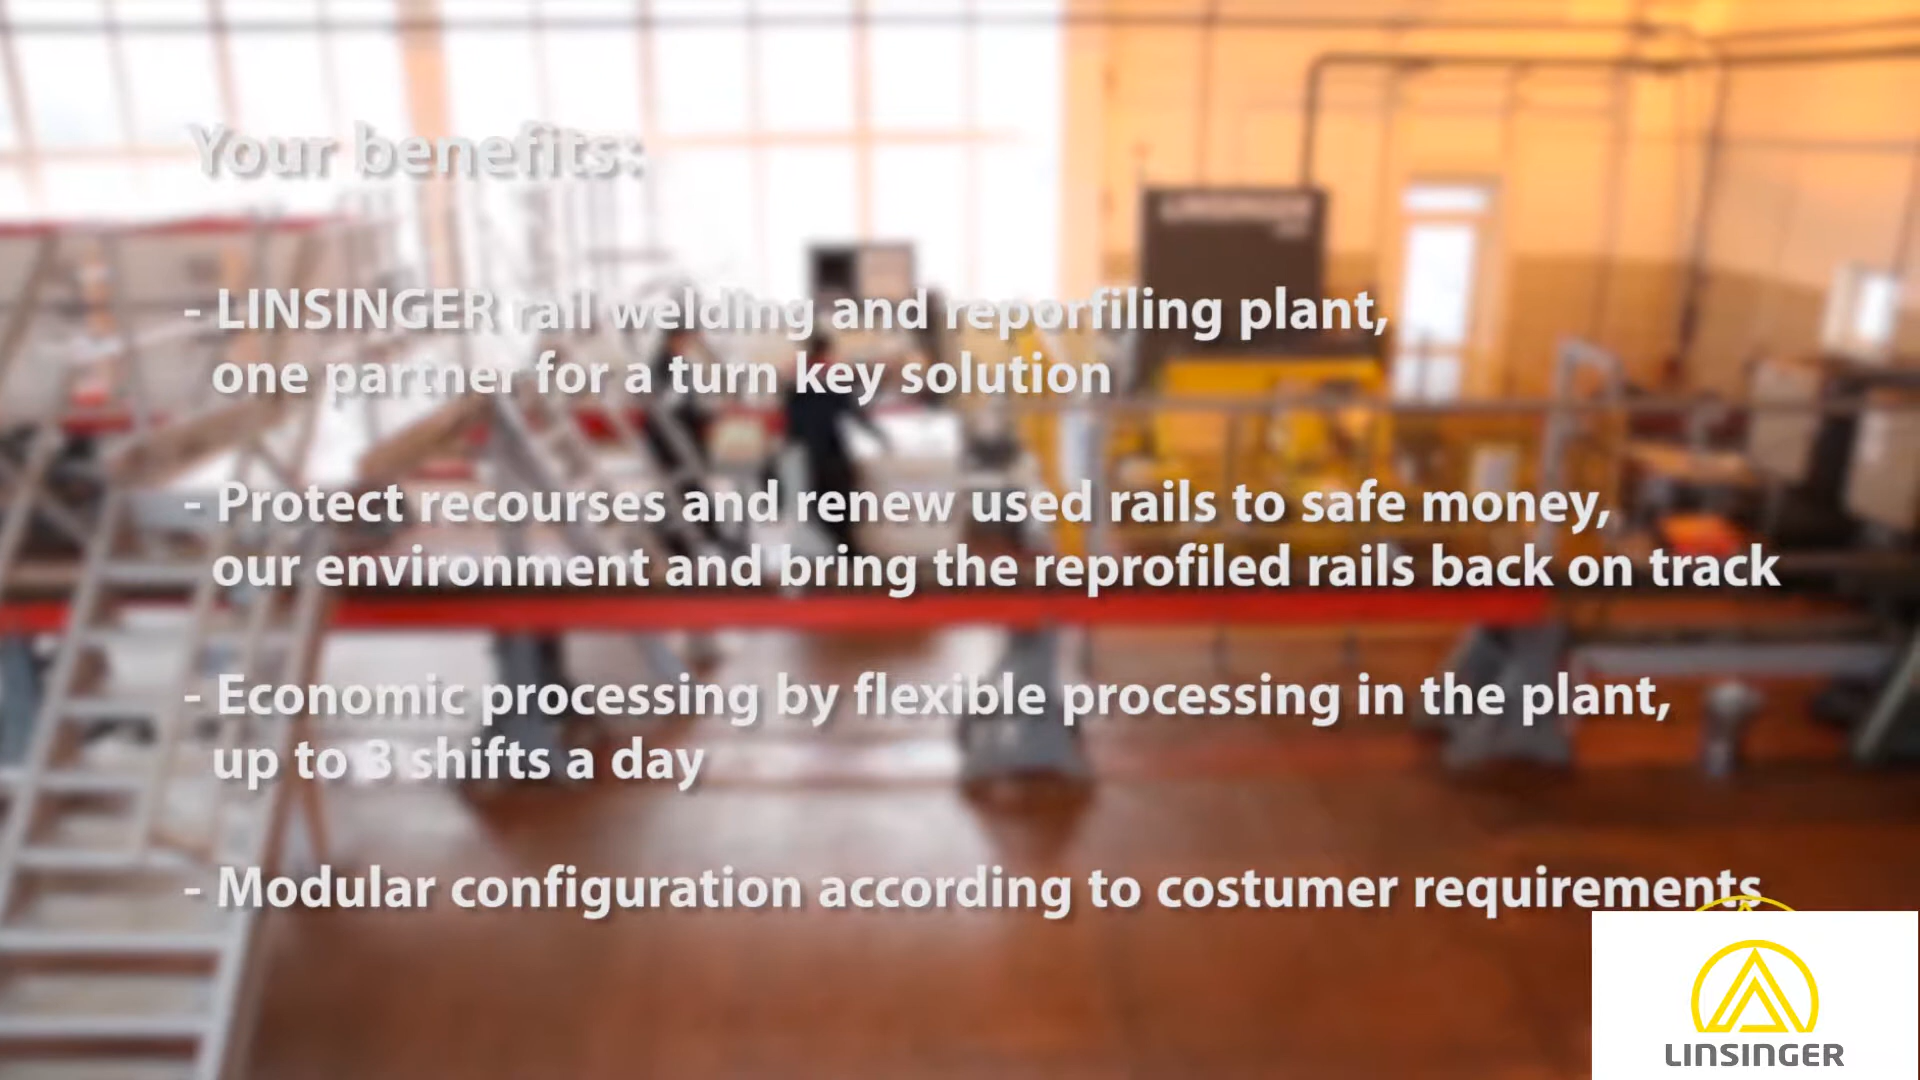 Your benefits:
- LINSINGER rail welding and reporfiling plant,
one partner for a turn key solution
- Protect recourses and renew used rails to safe money,
our environment and bring the reprofiled rails back on track
- Economic processing by flexible processing in the plant,
up to 3 shifts a day
- Modular configuration according to costumer requirements
LINSINGER
LINSINGER